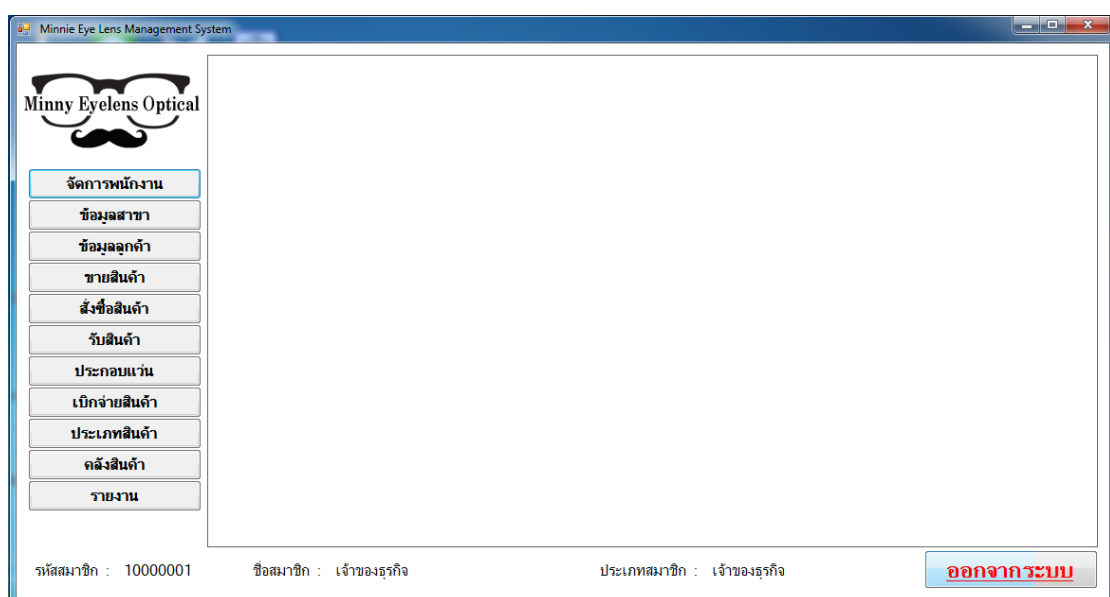 Minnie Eye Lens Management System
Minny Eyelens Optical
จัดการพนักงาน
ข้อมูลสาขา
ข้อมูลลูกค้า
ขายสินค้า
สั่งซื้อสินค้า
รับสินค้า
ประกอบแว่น
เบิกจ่ายสินค้า
ประเภทสินค้า
คลังสินค้า
รายงาน
รหัสสมาชิก : 10000001 ชื่อสมาชิก : เจ้าของธุรกิจ ประเภทสมาชิก : เจ้าของธุรกิจ ออกจากระบบ